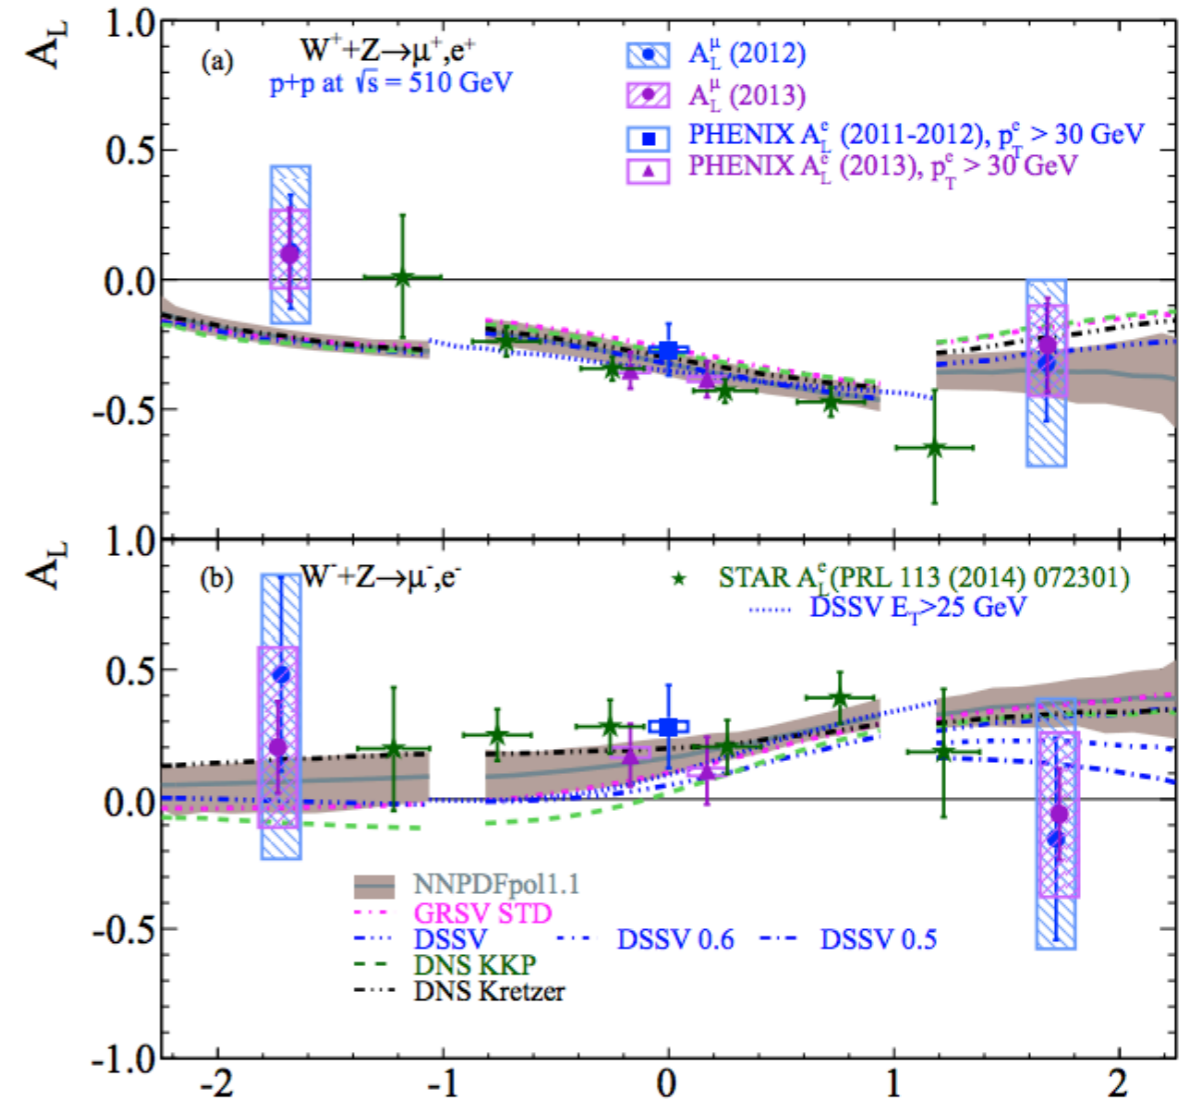 A_L
1.0
0.5
0.0
-0.5
(a)
W⁺+Z→μ⁺,e⁺
p+p at √s = 510 GeV
A_L^μ (2012)
A_L^μ (2013)
PHENIX A_L^e (2011-2012), p_T^e > 30 GeV
PHENIX A_L^e (2013), p_T^e > 30 GeV
A_L
1.0
1.0
0.5
0.0
-0.5
-1.0
(b)
W⁻+Z→μ⁻,e⁻
STAR A_L^e(PRL 113 (2014) 072301)
DSSV E_T>25 GeV
NNPDFpol1.1
GRSV STD
DSSV DSSV 0.6 DSSV 0.5
DNS KKP
DNS Kretzer
-2 -1 0 1 2